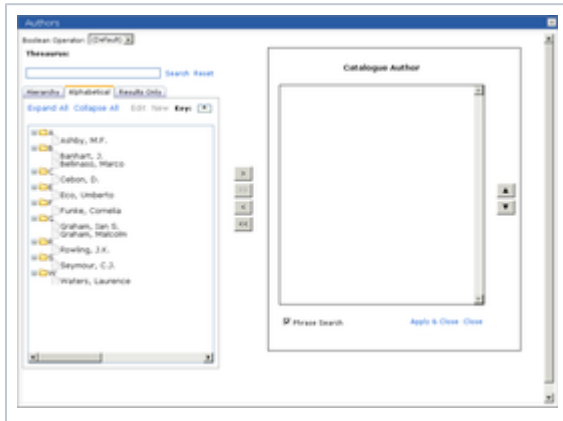 Authors
Boolean Operator: (Default)
Thesaurus:
Search Reset
Hierarchy Alphabetical Results Only
Expand All Collapse All Edit New Key:
A
Ashby, M.F.
B
Banhart, J.
Bellinaso, Marco
C
Cebon, D.
E
Eco, Umberto
F
Funke, Cornelia
G
Graham, Ian S.
Graham, Malcolm
R
Rowling, J.K.
S
Seymour, C.J.
W
Waters, Laurence
>
>>
<
<<
Catalogue Author
Phrase Search Apply & Close Close